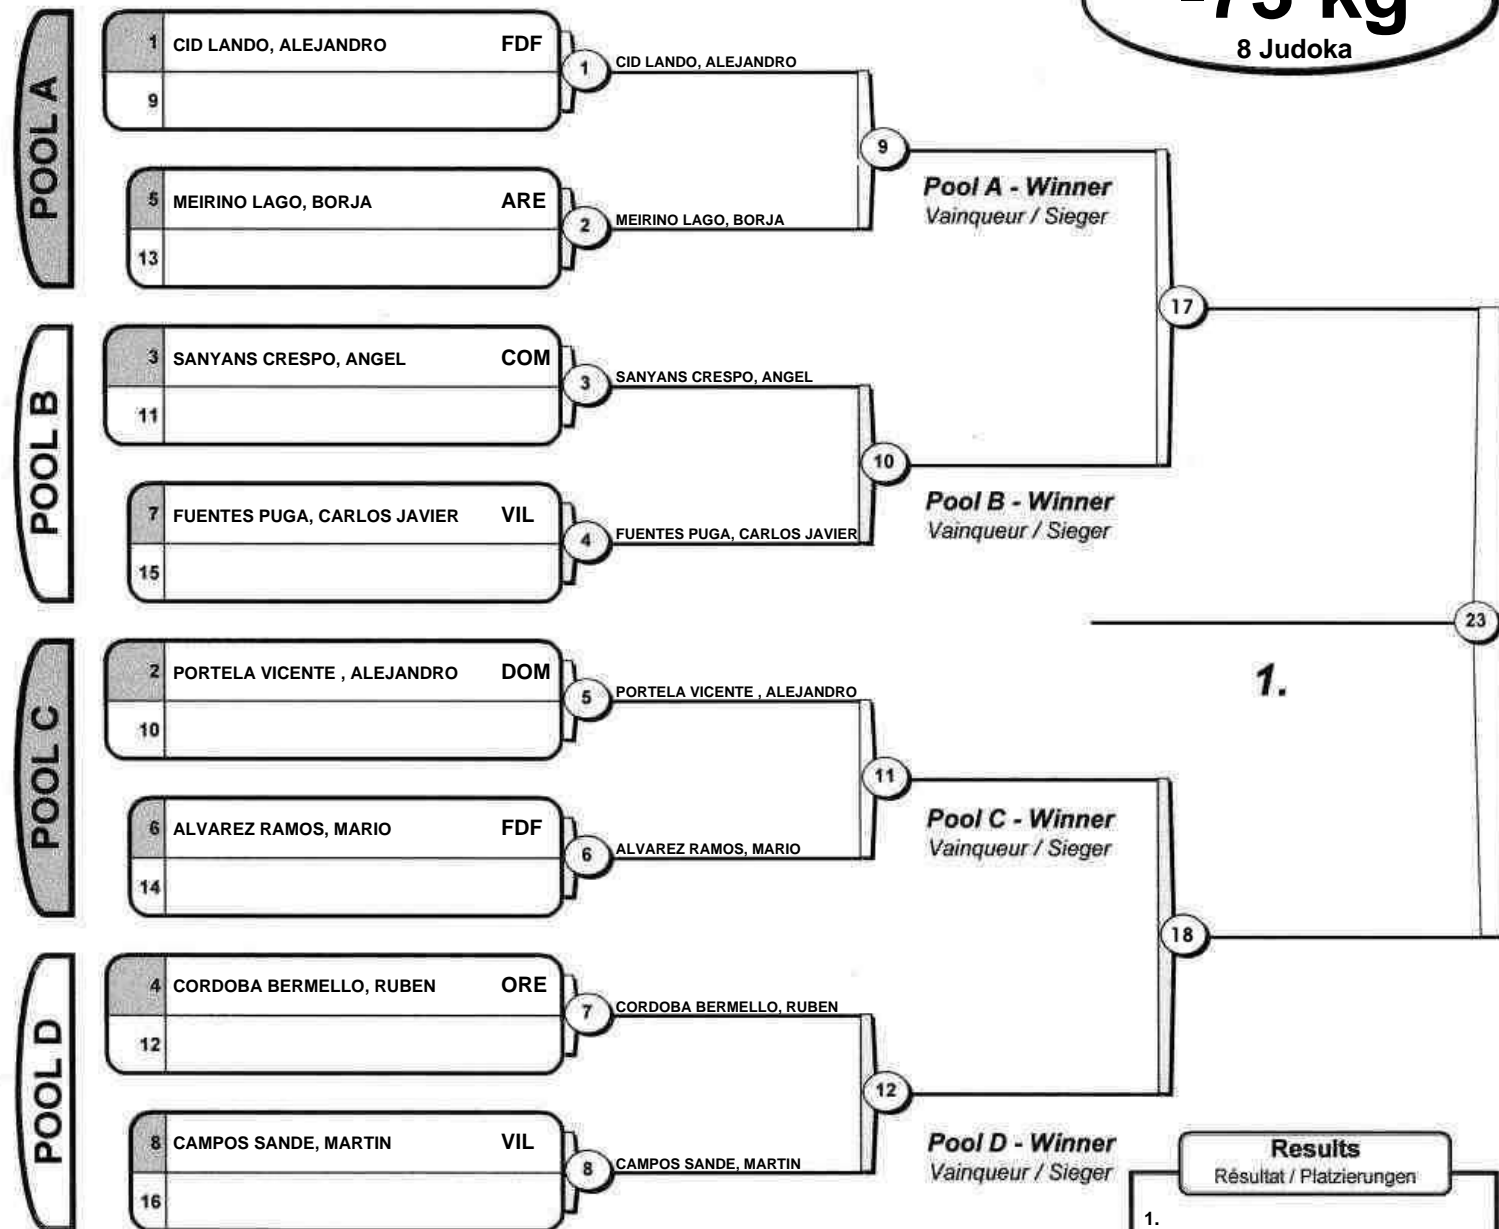 -73 kg
8 Judoka
POOL A
1 CID LANDO, ALEJANDRO FDF
9
1
CID LANDO, ALEJANDRO
5 MEIRINO LAGO, BORJA ARE
13
2
MEIRINO LAGO, BORJA
9
Pool A - Winner
Vainqueur / Sieger
POOL B
3 SANYANS CRESPO, ANGEL COM
11
3
SANYANS CRESPO, ANGEL
7 FUENTES PUGA, CARLOS JAVIER VIL
15
4
FUENTES PUGA, CARLOS JAVIER
10
Pool B - Winner
Vainqueur / Sieger
17
23
1.
POOL C
2 PORTELA VICENTE , ALEJANDRO DOM
10
5
PORTELA VICENTE , ALEJANDRO
6 ALVAREZ RAMOS, MARIO FDF
14
6
ALVAREZ RAMOS, MARIO
11
Pool C - Winner
Vainqueur / Sieger
18
POOL D
4 CORDOBA BERMELLO, RUBEN ORE
12
7
CORDOBA BERMELLO, RUBEN
8 CAMPOS SANDE, MARTIN VIL
16
8
CAMPOS SANDE, MARTIN
12
Pool D - Winner
Vainqueur / Sieger
Results
Résultat / Platzierungen
1.